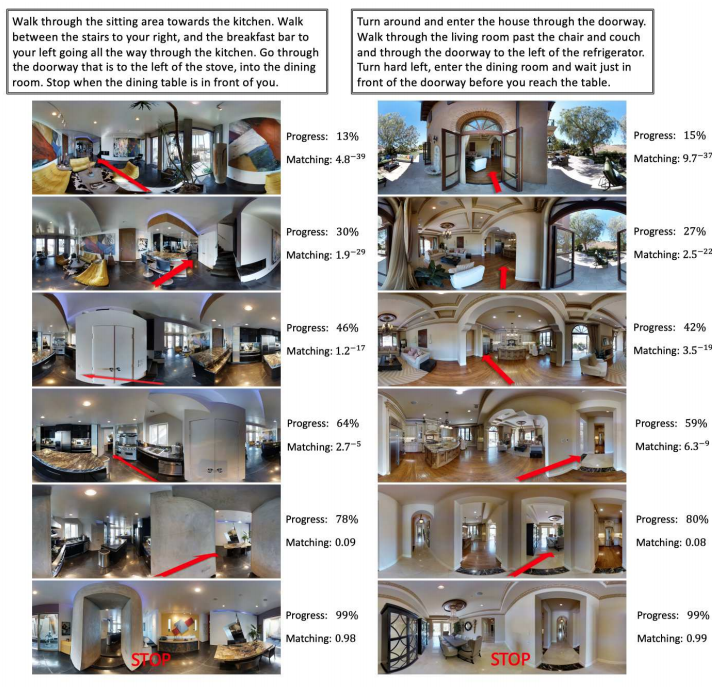 Walk through the sitting area towards the kitchen. Walk
between the stairs to your right, and the breakfast bar to
your left going all the way through the kitchen. Go through
the doorway that is to the left of the stove, into the dining
room. Stop when the dining table is in front of you.
Turn around and enter the house through the doorway.
Walk through the living room past the chair and couch
and through the doorway to the left of the refrigerator.
Turn hard left, enter the dining room and wait just in
front of the doorway before you reach the table.
Progress: 13%
Matching: 4.8⁻³⁹
Progress: 30%
Matching: 1.9⁻²⁹
Progress: 46%
Matching: 1.2⁻¹⁷
Progress: 64%
Matching: 2.7⁻⁵
Progress: 78%
Matching: 0.09
STOP
Progress: 99%
Matching: 0.98
Progress: 15%
Matching: 9.7⁻³⁷
Progress: 27%
Matching: 2.5⁻²²
Progress: 42%
Matching: 3.5⁻¹⁹
Progress: 59%
Matching: 6.3⁻⁹
Progress: 80%
Matching: 0.08
STOP
Progress: 99%
Matching: 0.99